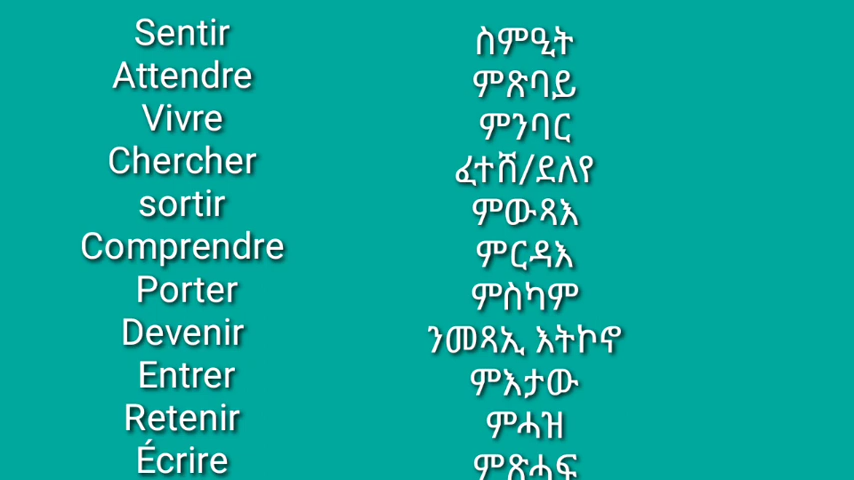 Sentir ስምዒት
Attendre ምጽባይ
Vivre ምንባር
Chercher ፈተሸ/ደለየ
sortir ምውጻእ
Comprendre ምርዳእ
Porter ምስካም
Devenir ንመጻኢ እትኮኖ
Entrer ምእታው
Retenir ምሓዝ
Écrire ምጽሓፍ